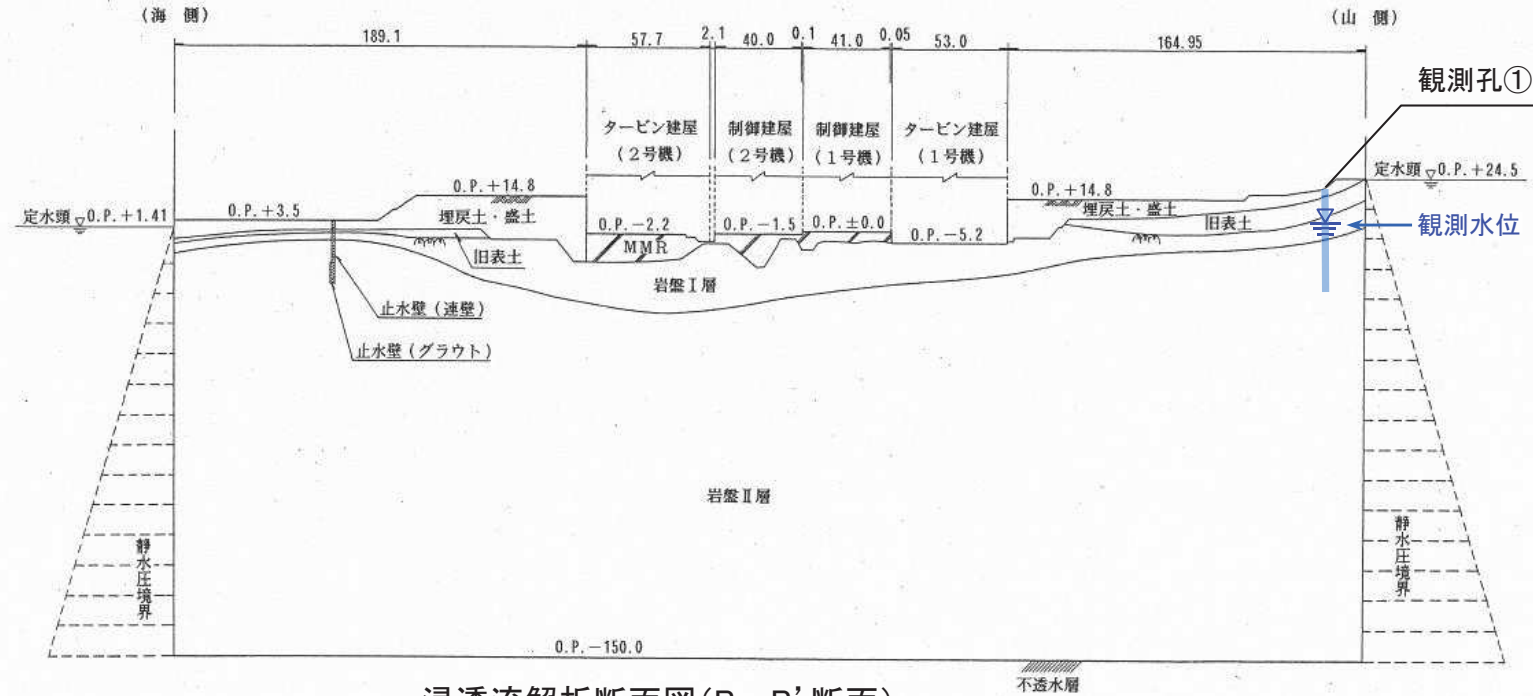 (海 側)
(山 側)
189.1
57.7
2.1
40.0
0.1
41.0
0.05
53.0
164.95
観測孔①
タービン建屋
(2号機)
制御建屋
(2号機)
制御建屋
(1号機)
タービン建屋
(1号機)
定水頭 O.P.+1.41
O.P.+3.5
O.P.+14.8
埋戻土・盛土
O.P.-2.2
O.P.-1.5
O.P.±0.0
O.P.-5.2
O.P.+14.8
埋戻土・盛土
旧表土
定水頭 O.P.+24.5
観測水位
MMR
旧表土
岩盤Ⅰ層
止水壁(連壁)
止水壁(グラウト)
岩盤Ⅱ層
静水圧境界
静水圧境界
O.P.-150.0
不透水層